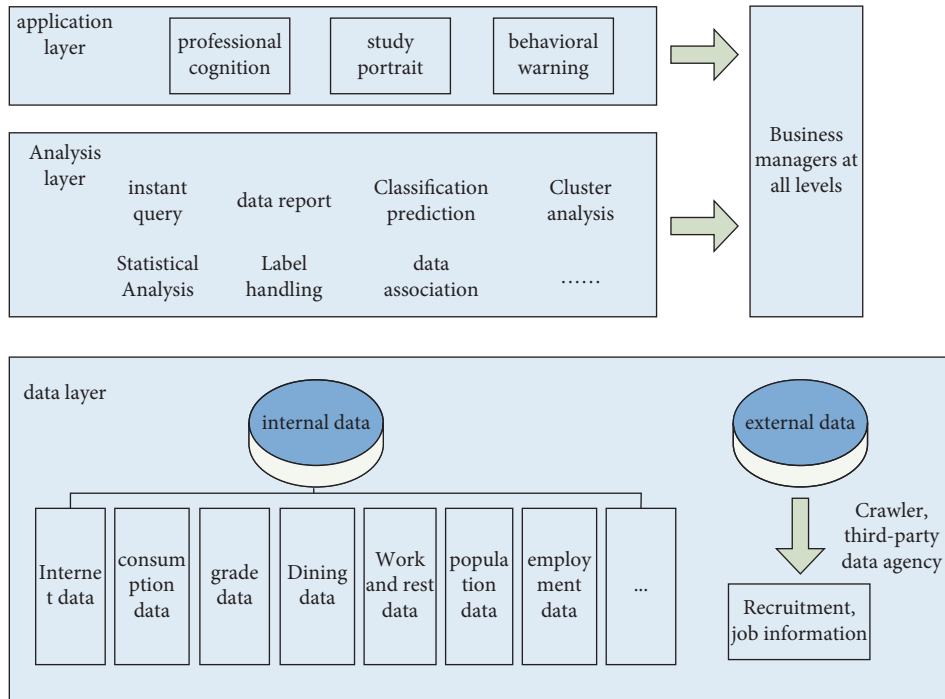 application
layer
professional
cognition
study
portrait
behavioral
warning
Business
managers at
all levels
Analysis
layer
instant
query
data report
Classification
prediction
Cluster
analysis
Statistical
Analysis
Label
handling
data
association
……
data layer
internal data
external data
Interne
t data
consum
ption
data
grade
data
Dining
data
Work
and rest
data
popula
tion
data
employ
ment
data
...
Crawler,
third-party
data agency
Recruitment,
job information